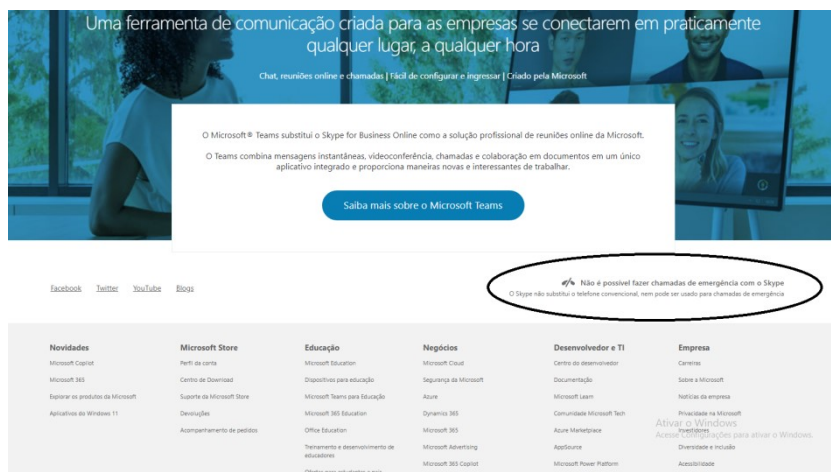 Uma ferramenta de comunicação criada para as empresas se conectarem em praticamente
qualquer lugar, a qualquer hora
Chat, reuniões online e chamadas | Fácil de configurar e ingressar | Criado pela Microsoft
O Microsoft® Teams substitui o Skype for Business Online como a solução profissional de reuniões online da Microsoft.
O Teams combina mensagens instantâneas, videoconferência, chamadas e colaboração em documentos em um único
aplicativo integrado e proporciona maneiras novas e interessantes de trabalhar.
Saiba mais sobre o Microsoft Teams
Facebook Twitter YouTube Blogs
Não é possível fazer chamadas de emergência com o Skype
O Skype não substitui o telefone convencional, nem pode ser usado para chamadas de emergência
Novidades
Microsoft Copilot
Microsoft 365
Explorar os produtos da Microsoft
Aplicativos do Windows 11
Microsoft Store
Perfil da conta
Centro de Download
Suporte da Microsoft Store
Devoluções
Acompanhamento de pedidos
Educação
Microsoft Education
Dispositivos para educação
Microsoft Teams para Educação
Microsoft 365 Education
Office Education
Treinamento e desenvolvimento de
educadores
Ofertas para estudantes e pais
Negócios
Microsoft Cloud
Segurança da Microsoft
Azure
Dynamics 365
Microsoft 365
Microsoft Advertising
Microsoft 365 Copilot
Desenvolvedor e TI
Centro do desenvolvedor
Documentação
Microsoft Learn
Comunidade Microsoft Tech
Azure Marketplace
AppSource
Microsoft Power Platform
Empresa
Carreiras
Sobre a Microsoft
Notícias da empresa
Privacidade na Microsoft
Investidores
Diversidade e inclusão
Acessibilidade
Ativar o Windows
Acesse Configurações para ativar o Windows.